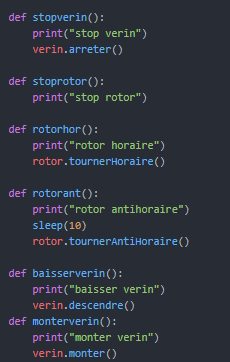 def stopverin():
print("stop verin")
verin.arreter()
def stoprotor():
print("stop rotor")
def rotorhor():
print("rotor horaire")
rotor.tournerHoraire()
def rotorant():
print("rotor antihoraire")
sleep(10)
rotor.tournerAntiHoraire()
def baisserverin():
print("baisser verin")
verin.descendre()
def monterverin():
print("monter verin")
verin.monter()